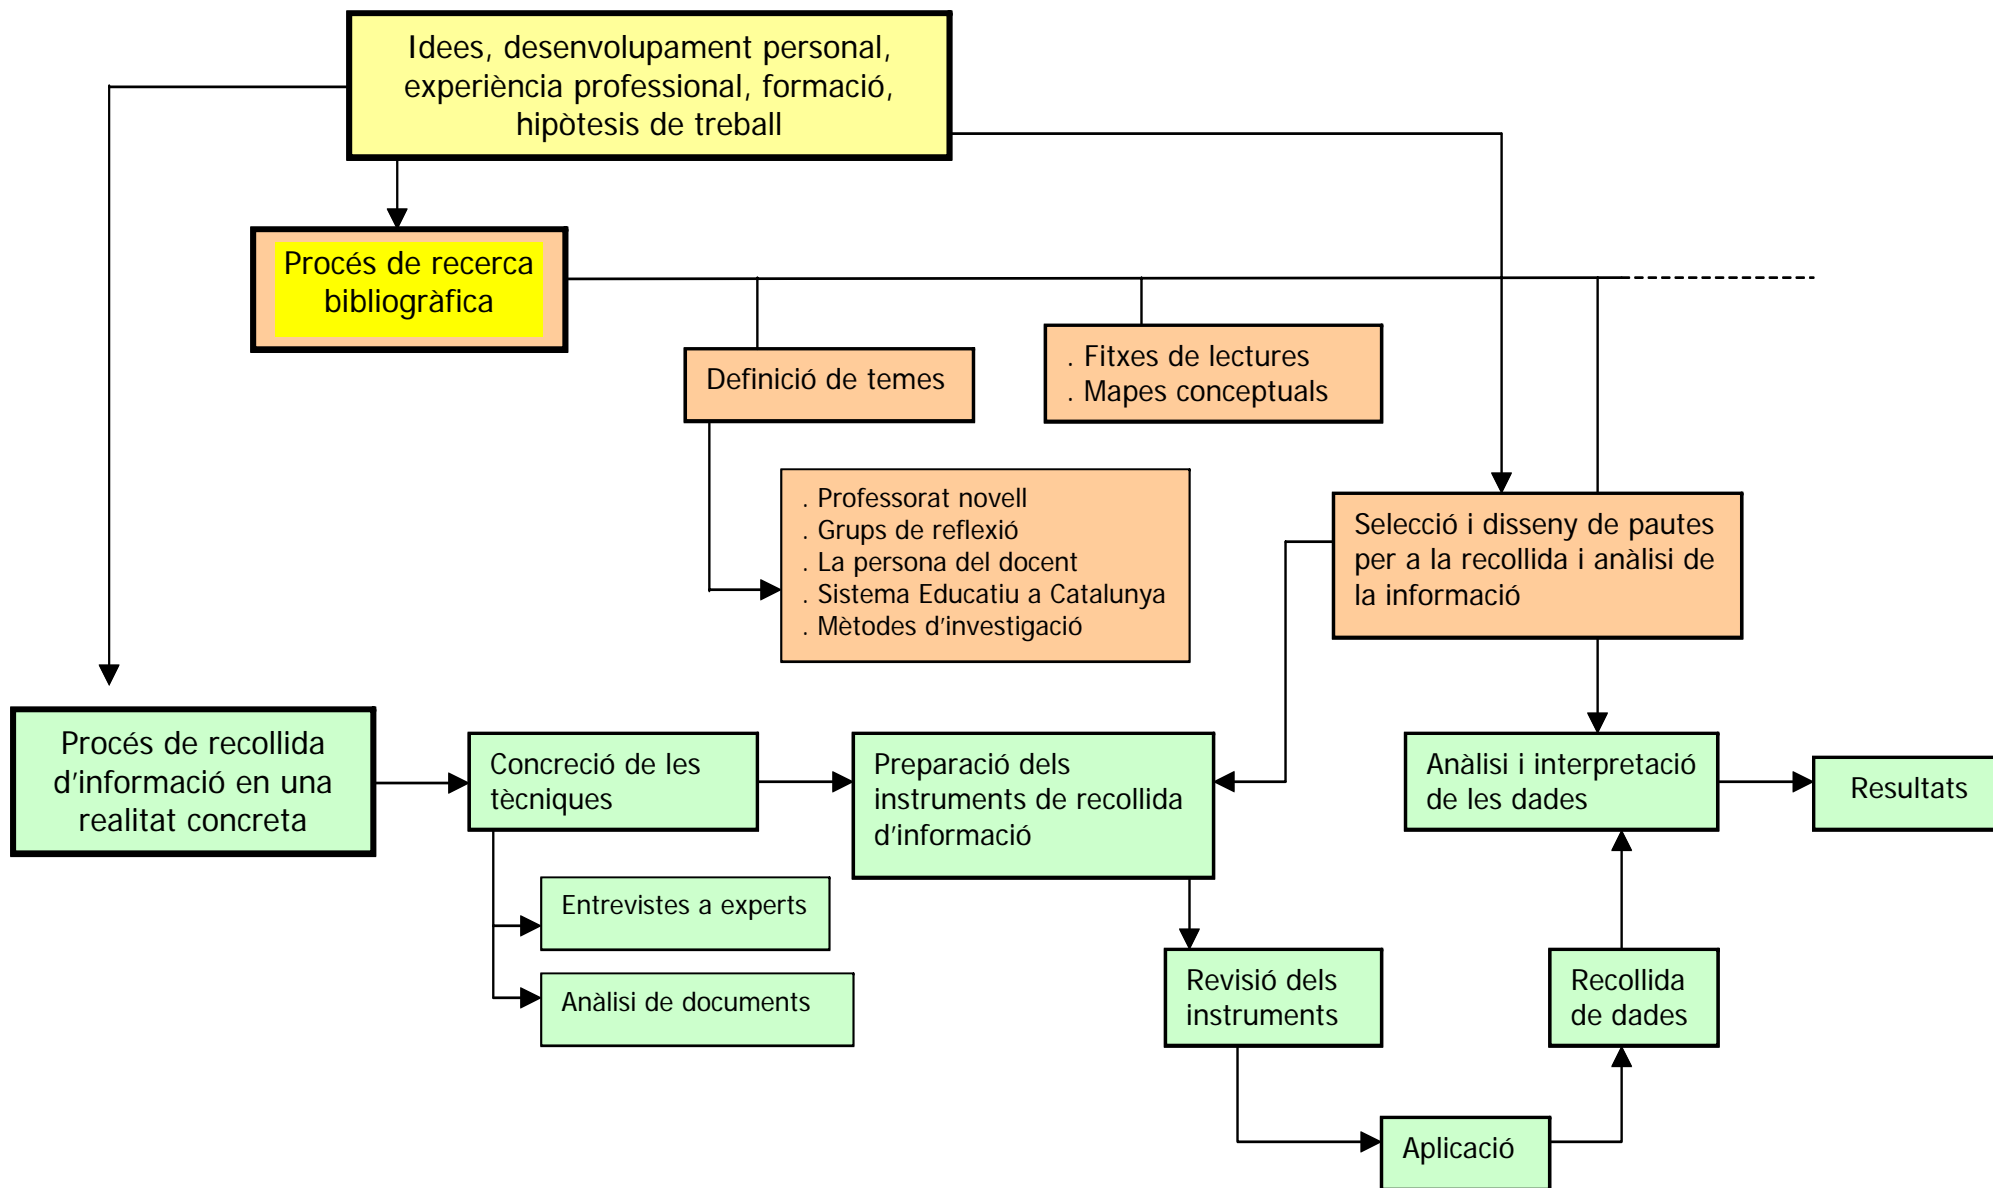 Idees, desenvolupament personal,
experiència professional, formació,
hipòtesis de treball
Procés de recerca
bibliogràfica
Definició de temes
. Fitxes de lectures
. Mapes conceptuals
. Professorat novell
. Grups de reflexió
. La persona del docent
. Sistema Educatiu a Catalunya
. Mètodes d'investigació
Selecció i disseny de pautes
per a la recollida i anàlisi de
la informació
Procés de recollida
d'informació en una
realitat concreta
Concreció de les
tècniques
Preparació dels
instruments de recollida
d'informació
Anàlisi i interpretació
de les dades
Resultats
Entrevistes a experts
Anàlisi de documents
Revisió dels
instruments
Recollida
de dades
Aplicació